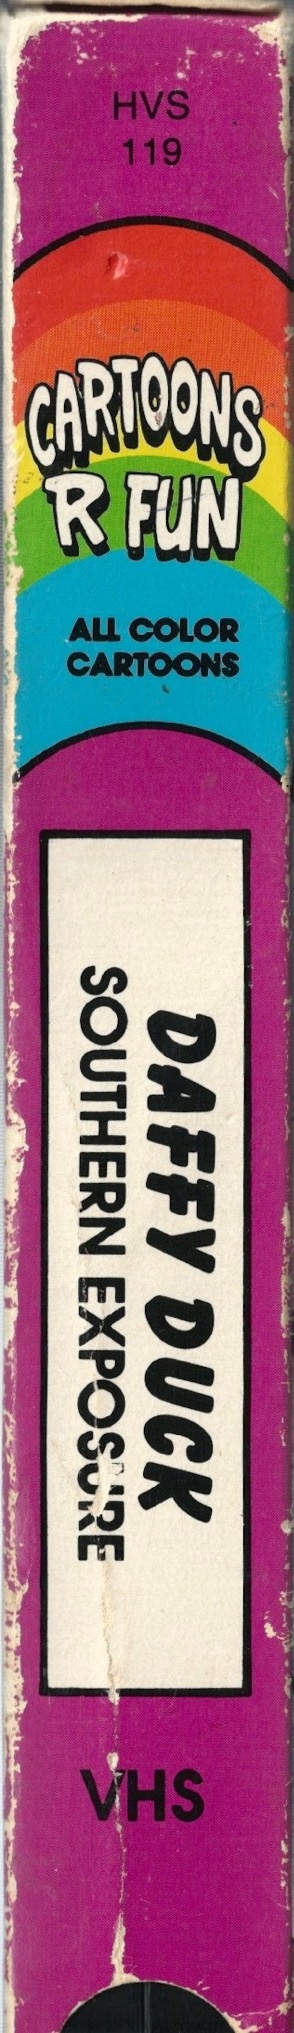 HVS
119
CARTOONS
R FUN
ALL COLOR
CARTOONS
DAFFY DUCK
SOUTHERN EXPOSURE
VHS